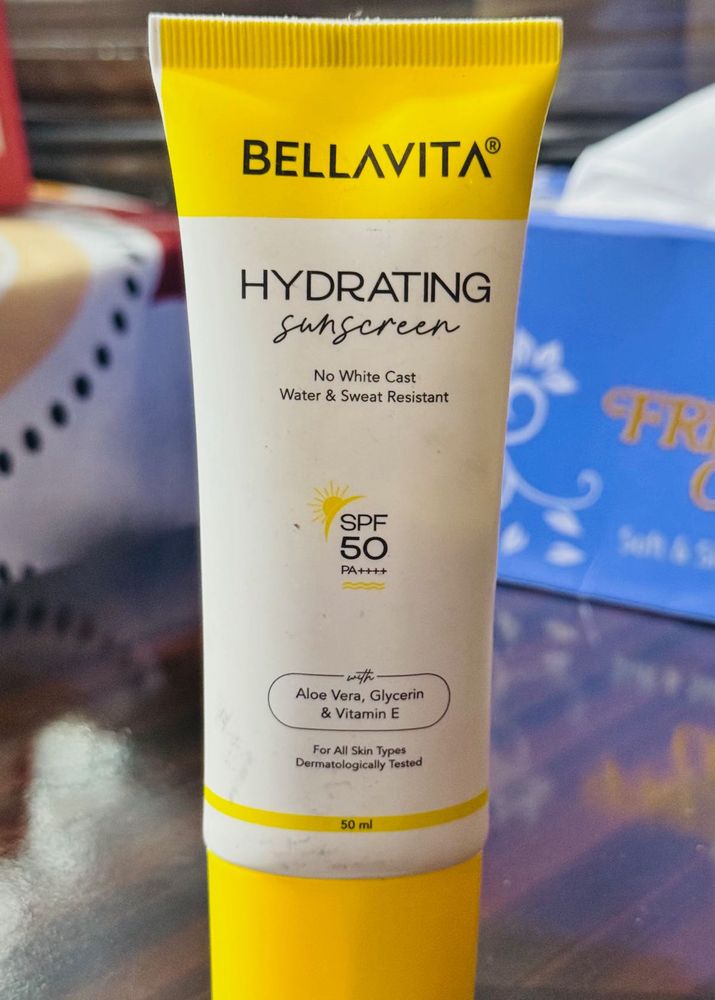 BELLAVITA®
HYDRATING
sunscreen
No White Cast
Water & Sweat Resistant
SPF
50
PA++++
with
Aloe Vera, Glycerin
& Vitamin E
For All Skin Types
Dermatologically Tested
50 ml
Soft &